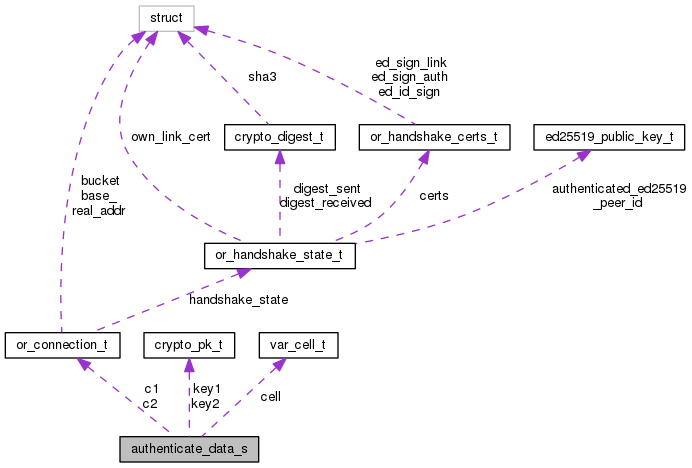 struct
ed_sign_link
ed_sign_auth
ed_id_sign
sha3
own_link_cert
crypto_digest_t
or_handshake_certs_t
ed25519_public_key_t
bucket
base_
real_addr
digest_sent
digest_received
certs
authenticated_ed25519
_peer_id
or_handshake_state_t
handshake_state
or_connection_t
crypto_pk_t
var_cell_t
c1
c2
key1
key2
cell
authenticate_data_s